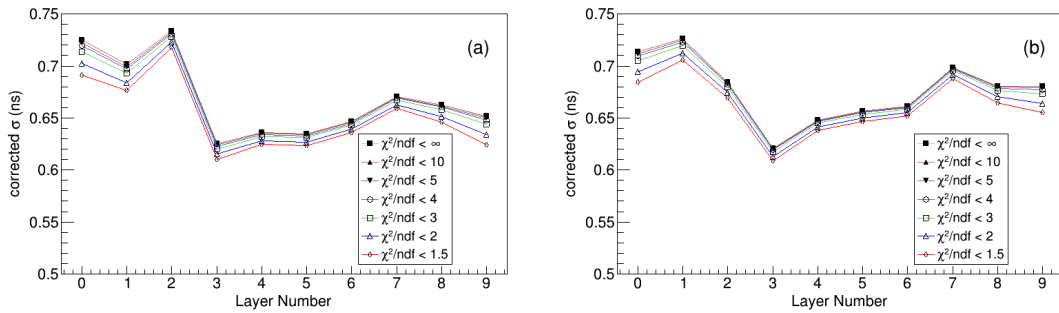 0.75
0.7
0.65
0.6
0.55
0.5
corrected σ (ns)
(a)
χ²/ndf < ∞
χ²/ndf < 10
χ²/ndf < 5
χ²/ndf < 4
χ²/ndf < 3
χ²/ndf < 2
χ²/ndf < 1.5
0 1 2 3 4 5 6 7 8 9
Layer Number
0.75
0.7
0.65
0.6
0.55
0.5
corrected σ (ns)
(b)
χ²/ndf < ∞
χ²/ndf < 10
χ²/ndf < 5
χ²/ndf < 4
χ²/ndf < 3
χ²/ndf < 2
χ²/ndf < 1.5
0 1 2 3 4 5 6 7 8 9
Layer Number